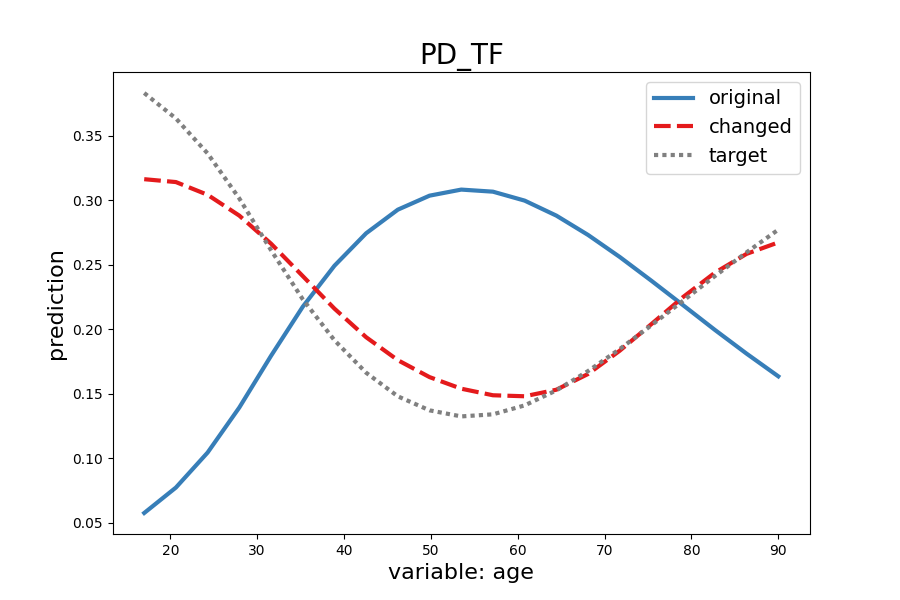 PD_TF
original
changed
target
prediction
0.35
0.30
0.25
0.20
0.15
0.10
0.05
20 30 40 50 60 70 80 90
variable: age